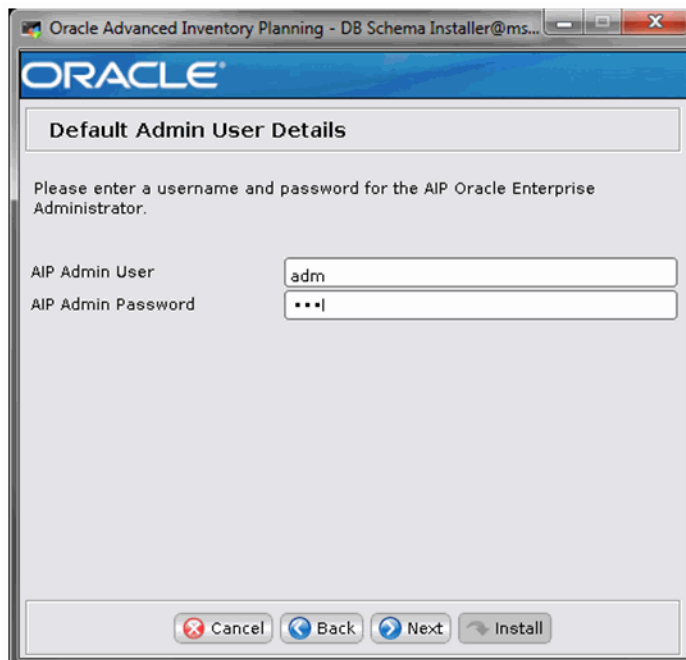 Oracle Advanced Inventory Planning - DB Schema Installer@ms...
ORACLE®
Default Admin User Details
Please enter a username and password for the AIP Oracle Enterprise
Administrator.
AIP Admin User
adm
AIP Admin Password
•••
Cancel
Back
Next
Install